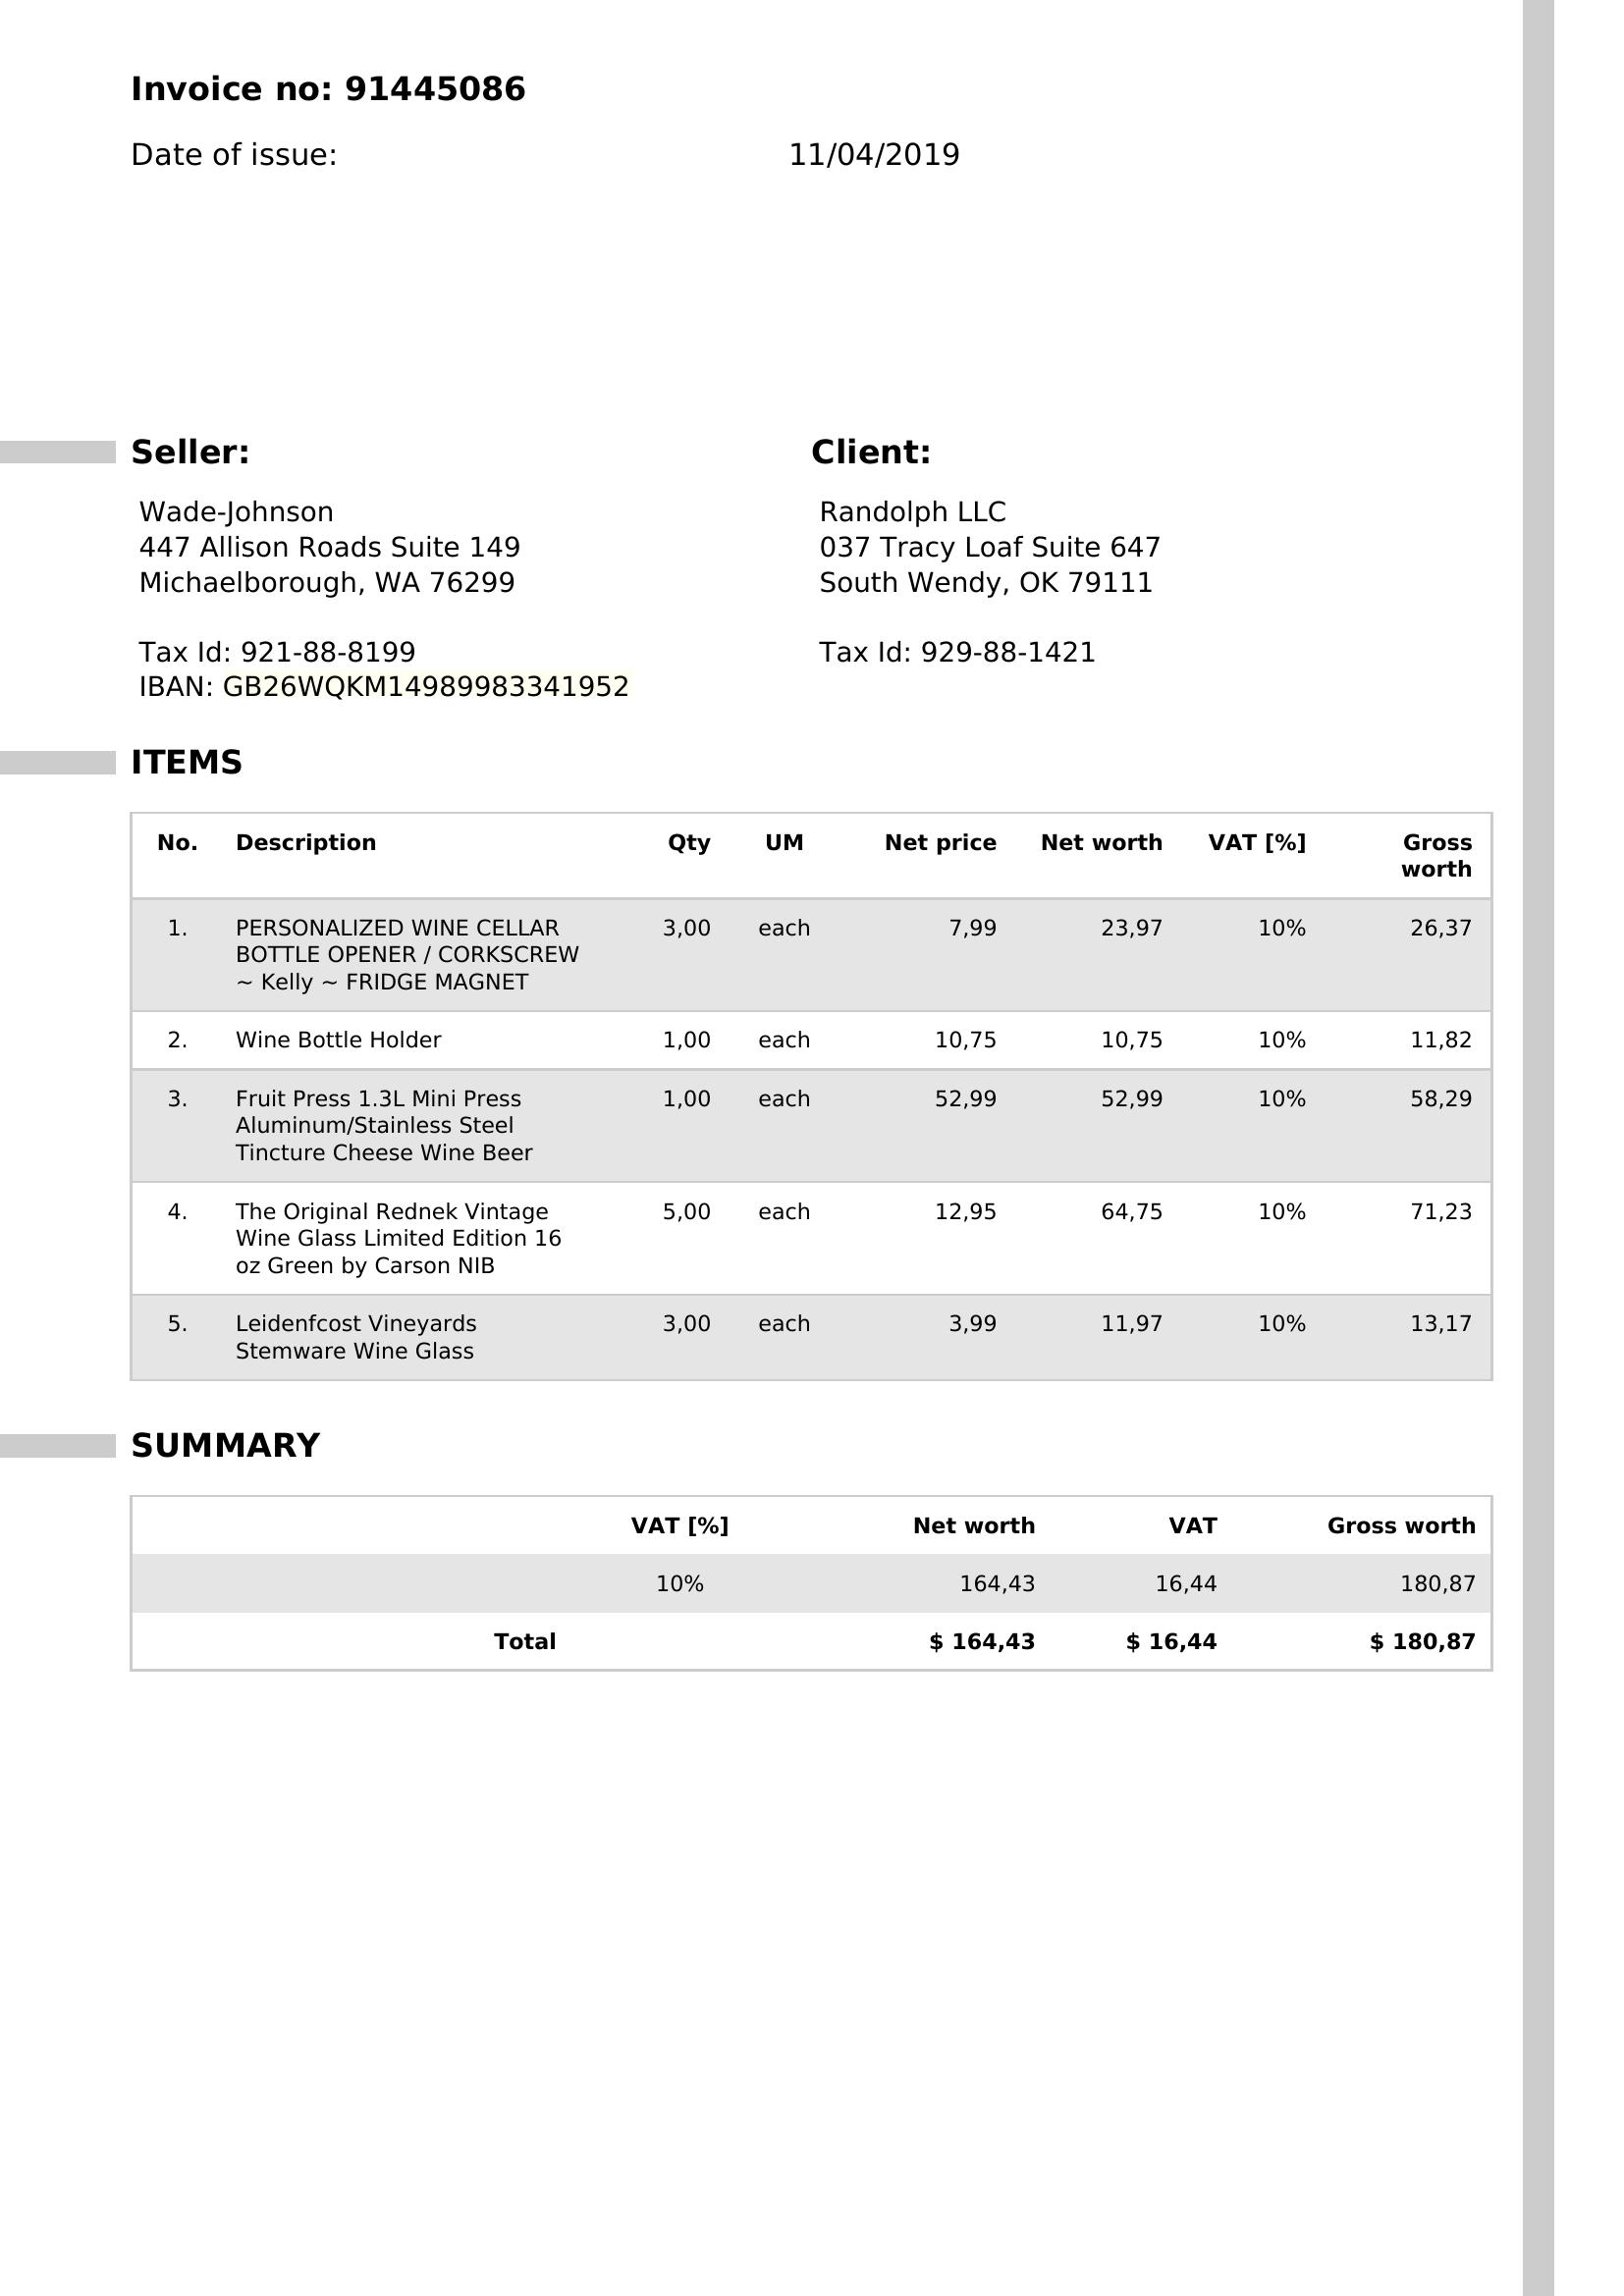 Invoice no: 91445086
Date of issue: 11/04/2019
Seller: Client:
Wade-Johnson Randolph LLC
447 Allison Roads Suite 149 037 Tracy Loaf Suite 647
Michaelborough, WA 76299 South Wendy, OK 79111
Tax Id: 921-88-8199 Tax Id: 929-88-1421
IBAN: GB26WQKM14989983341952
ITEMS
No. Description Qty UM Net price Net worth VAT [%] Gross
worth
1. PERSONALIZED WINE CELLAR 3,00 each 7,99 23,97 10% 26,37
BOTTLE OPENER / CORKSCREW
~ Kelly ~ FRIDGE MAGNET
2. Wine Bottle Holder 1,00 each 10,75 10,75 10% 11,82
3. Fruit Press 1.3L Mini Press 1,00 each 52,99 52,99 10% 58,29
Aluminum/Stainless Steel
Tincture Cheese Wine Beer
4. The Original Rednek Vintage 5,00 each 12,95 64,75 10% 71,23
Wine Glass Limited Edition 16
oz Green by Carson NIB
5. Leidenfcost Vineyards 3,00 each 3,99 11,97 10% 13,17
Stemware Wine Glass
SUMMARY
VAT [%] Net worth VAT Gross worth
10% 164,43 16,44 180,87
Total $ 164,43 $ 16,44 $ 180,87